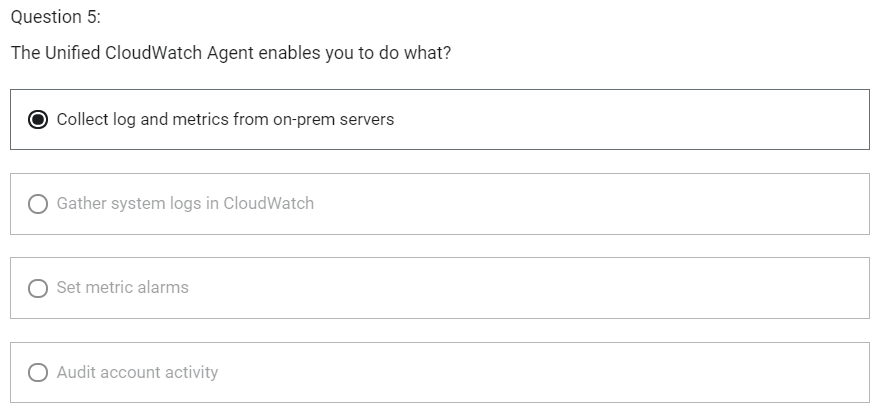 Question 5:
The Unified CloudWatch Agent enables you to do what?
Collect log and metrics from on-prem servers
Gather system logs in CloudWatch
Set metric alarms
Audit account activity